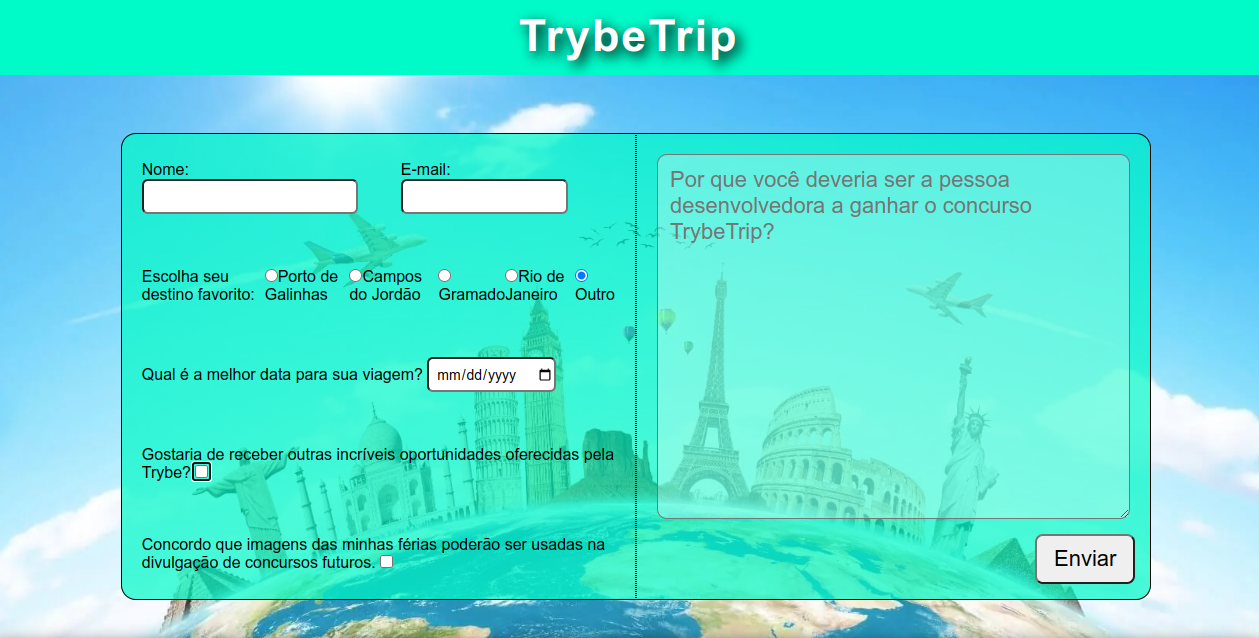 TrybeTrip
Nome:
E-mail:
Escolha seu
destino favorito:
Porto de
Galinhas
Campos
do Jordão
Gramado
Rio de
Janeiro
Outro
Qual é a melhor data para sua viagem?
mm/dd/yyyy
Gostaria de receber outras incríveis oportunidades oferecidas pela
Trybe?
Concordo que imagens das minhas férias poderão ser usadas na
divulgação de concursos futuros.
Por que você deveria ser a pessoa
desenvolvedora a ganhar o concurso
TrybeTrip?
Enviar